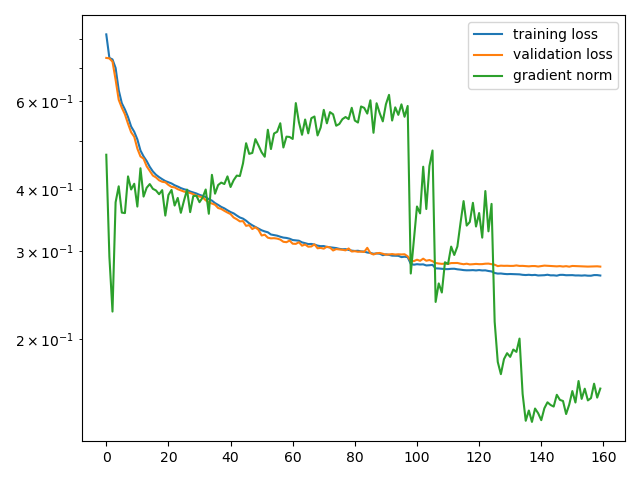 training loss
validation loss
gradient norm
6 × 10⁻¹
4 × 10⁻¹
3 × 10⁻¹
2 × 10⁻¹
0 20 40 60 80 100 120 140 160